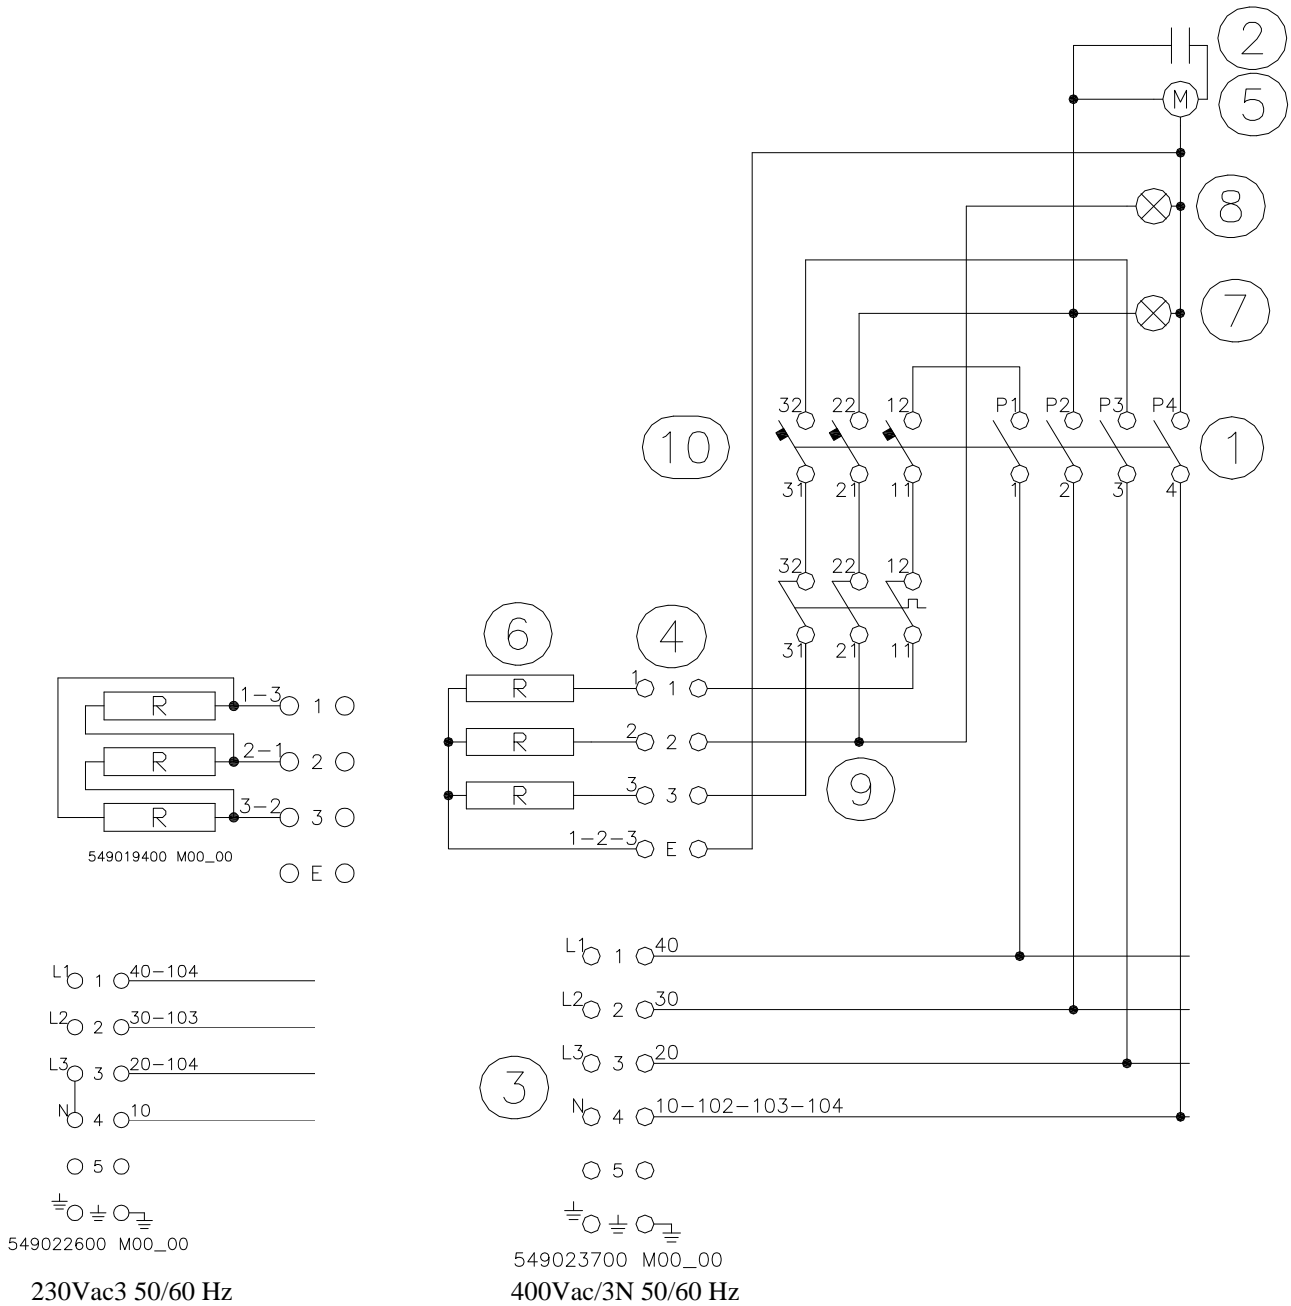 2
M 5
8
7
32 22 12 P1 P2 P3 P4
10 1
31 21 11 1 2 3 4
32 22 12
6 4
31 21 11
R 1-3 1
R 2-1 2
R 3-2 3
549019400 M00_00
E
R 1 1
R 2 2
R 3 3
9
1-2-3 E
L1 1 40-104
L2 2 30-103
L3 3 20-104
N 4 10
5
549022600 M00_00
230Vac3 50/60 Hz
L1 1 40
L2 2 30
L3 3 20
3
N 4 10-102-103-104
5
549023700 M00_00
400Vac/3N 50/60 Hz